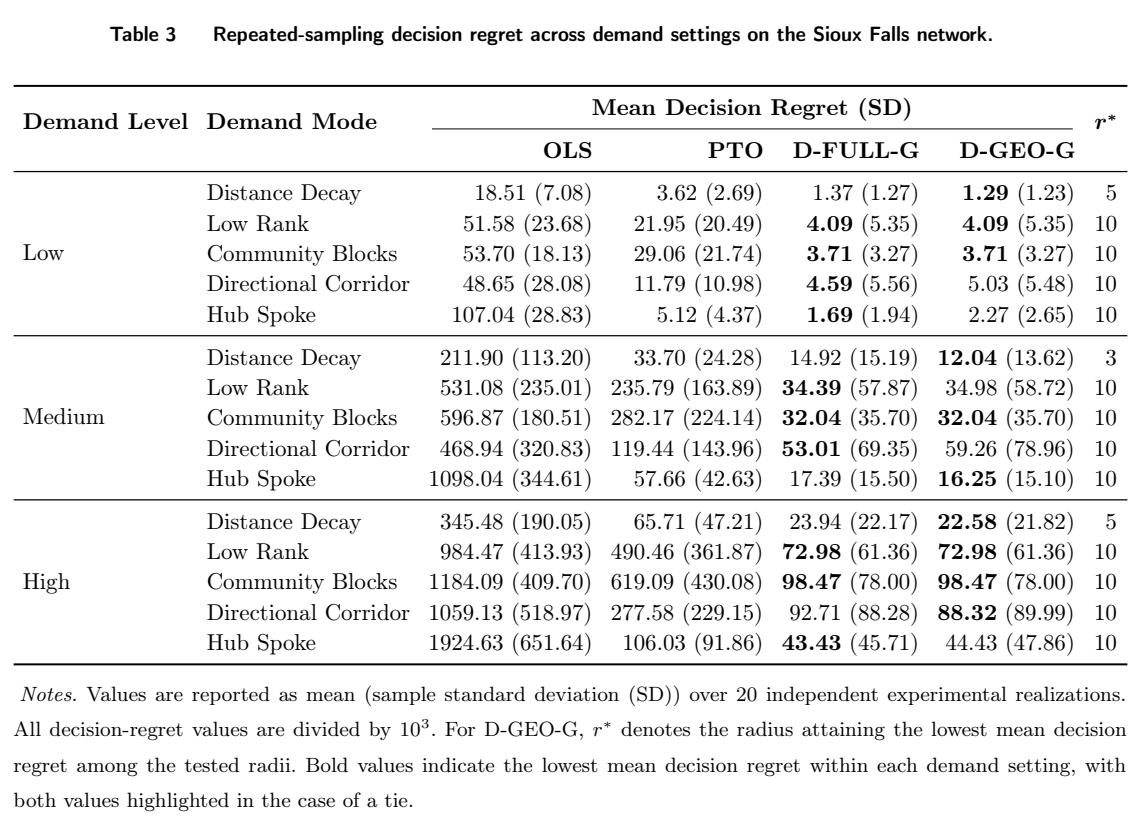 Table 3 Repeated-sampling decision regret across demand settings on the Sioux Falls network.
Demand Level Demand Mode Mean Decision Regret (SD) r*
OLS PTO D-FULL-G D-GEO-G
Distance Decay 18.51 (7.08) 3.62 (2.69) 1.37 (1.27) 1.29 (1.23) 5
Low Rank 51.58 (23.68) 21.95 (20.49) 4.09 (5.35) 4.09 (5.35) 10
Low Community Blocks 53.70 (18.13) 29.06 (21.74) 3.71 (3.27) 3.71 (3.27) 10
Directional Corridor 48.65 (28.08) 11.79 (10.98) 4.59 (5.56) 5.03 (5.48) 10
Hub Spoke 107.04 (28.83) 5.12 (4.37) 1.69 (1.94) 2.27 (2.65) 10
Distance Decay 211.90 (113.20) 33.70 (24.28) 14.92 (15.19) 12.04 (13.62) 3
Low Rank 531.08 (235.01) 235.79 (163.89) 34.39 (57.87) 34.98 (58.72) 10
Medium Community Blocks 596.87 (180.51) 282.17 (224.14) 32.04 (35.70) 32.04 (35.70) 10
Directional Corridor 468.94 (320.83) 119.44 (143.96) 53.01 (69.35) 59.26 (78.96) 10
Hub Spoke 1098.04 (344.61) 57.66 (42.63) 17.39 (15.50) 16.25 (15.10) 10
Distance Decay 345.48 (190.05) 65.71 (47.21) 23.94 (22.17) 22.58 (21.82) 5
Low Rank 984.47 (413.93) 490.46 (361.87) 72.98 (61.36) 72.98 (61.36) 10
High Community Blocks 1184.09 (409.70) 619.09 (430.08) 98.47 (78.00) 98.47 (78.00) 10
Directional Corridor 1059.13 (518.97) 277.58 (229.15) 92.71 (88.28) 88.32 (89.99) 10
Hub Spoke 1924.63 (651.64) 106.03 (91.86) 43.43 (45.71) 44.43 (47.86) 10
Notes. Values are reported as mean (sample standard deviation (SD)) over 20 independent experimental realizations.
All decision-regret values are divided by 10³. For D-GEO-G, r* denotes the radius attaining the lowest mean decision
regret among the tested radii. Bold values indicate the lowest mean decision regret within each demand setting, with
both values highlighted in the case of a tie.